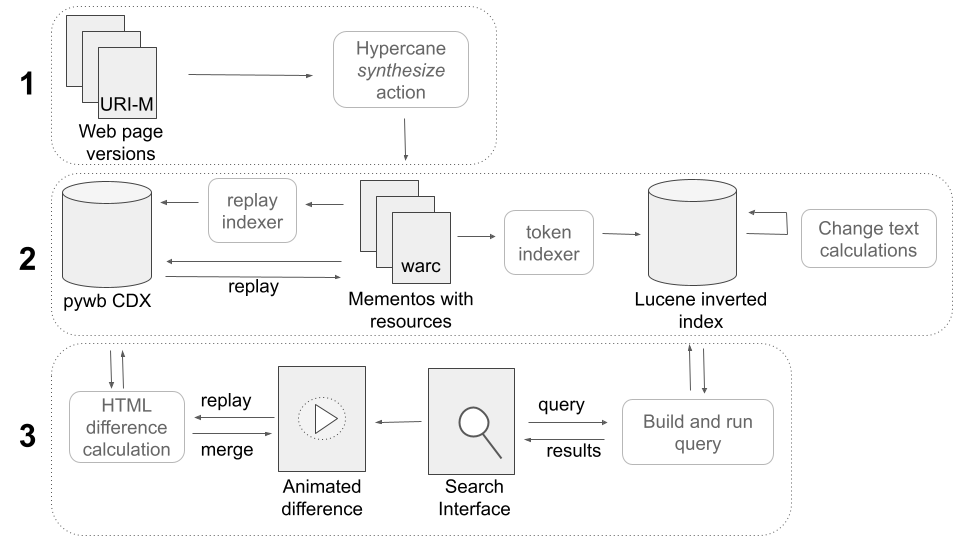 1
URI-M
Web page
versions
Hypercane
synthesize
action
2
pywb CDX
replay
indexer
replay
warc
Mementos with
resources
token
indexer
Lucene inverted
index
Change text
calculations
3
HTML
difference
calculation
replay
merge
Animated
difference
Search
Interface
query
results
Build and run
query